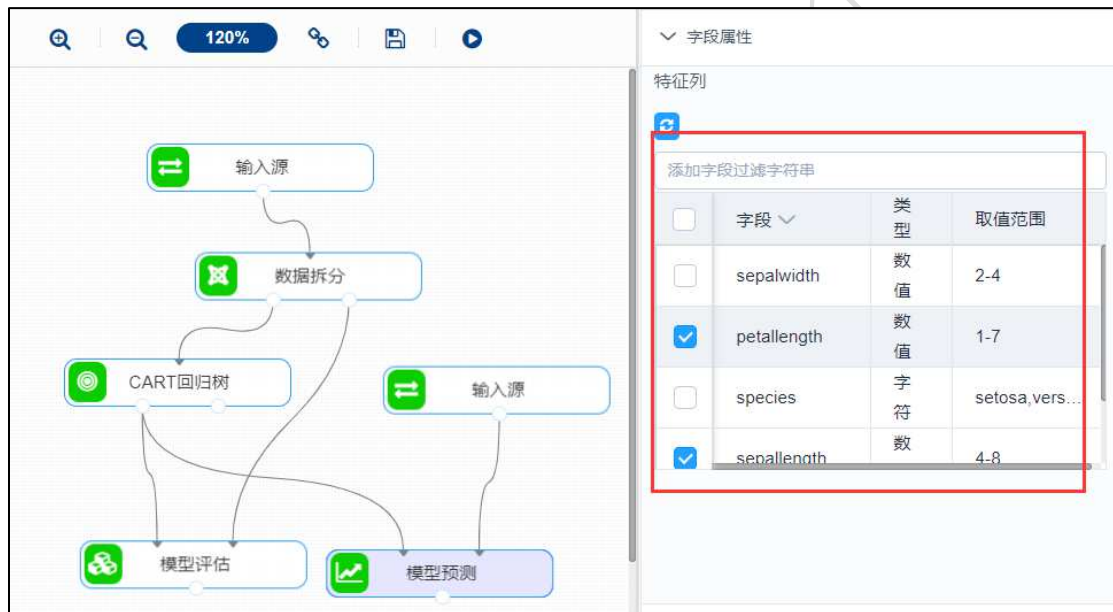 120%
输入源
数据拆分
CART回归树
输入源
模型评估
模型预测
字段属性
特征列
添加字段过滤字符串
字段 类型 取值范围
sepalwidth 数值 2-4
petallength 数值 1-7
species 字符 setosa,vers...
sepallength 数 4-8